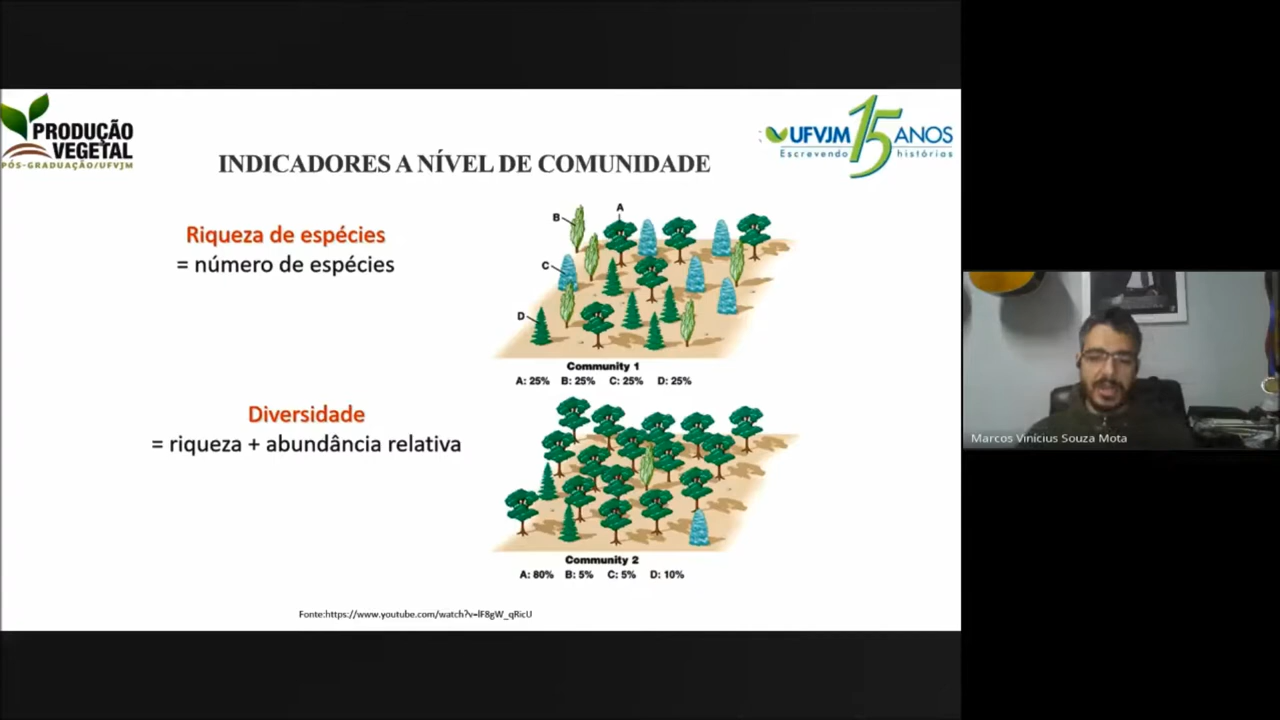 PRODUÇÃO
VEGETAL
PÓS-GRADUAÇÃO/UFVJM
UFVJM 15 ANOS
Escrevendo histórias
INDICADORES A NÍVEL DE COMUNIDADE
Riqueza de espécies
= número de espécies
B
A
C
D
Community 1
A: 25% B: 25% C: 25% D: 25%
Diversidade
= riqueza + abundância relativa
Community 2
A: 80% B: 5% C: 5% D: 10%
Fonte:https://www.youtube.com/watch?v=lF8gW_qRicU
Marcos Vinícius Souza Mota